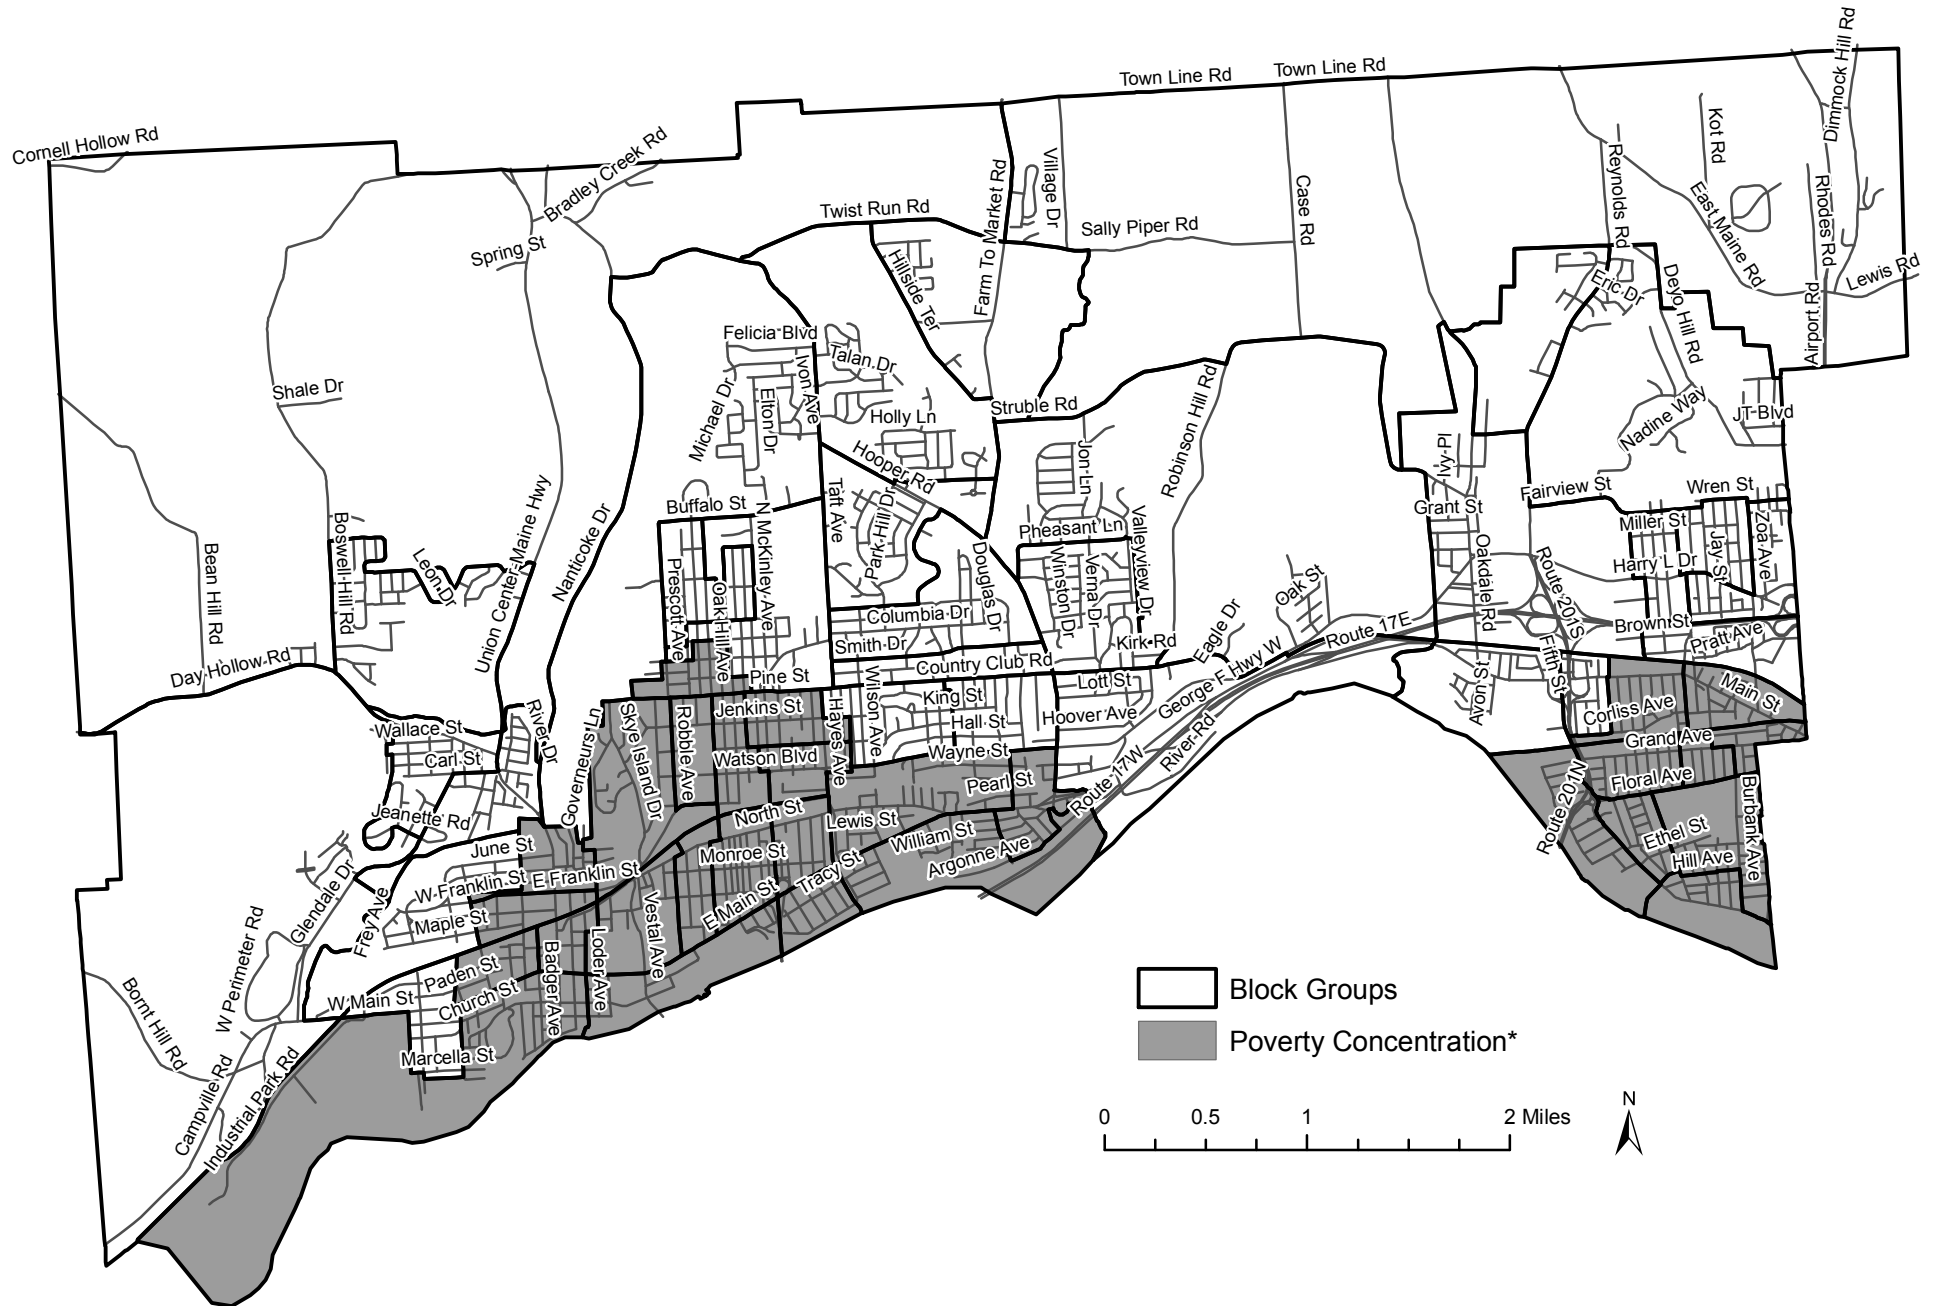 Town Line Rd
Town Line Rd
Dimmock Hill Rd
Cornell Hollow Rd
Bradley Creek Rd
Kot Rd
Reynolds Rd
Village Dr
Case Rd
Farm To Market Rd
Twist Run Rd
Sally Piper Rd
East Maine Rd
Rhodes Rd
Spring St
Hillside Ter
Eric Dr
Deyo Hill Rd
Lewis Rd
Airport Rd
Felicia Blvd
Talan Dr
Ivon Ave
Shale Dr
Michael Dr
Elton Dr
Holly Ln
Struble Rd
Robinson Hill Rd
Nadine Way
JT Blvd
Hooper Rd
Jon Ln
Ivy Pl
Fairview St
Wren St
Buffalo St
N McKinley Ave
Taft Ave
Park Hill Dr
Pheasant Ln
Valleyview Dr
Grant St
Miller St
Jay St
Zoa Ave
Bean Hill Rd
Boswell Hill Rd
Leon Dr
Union Center-Maine Hwy
Nanticoke Dr
Prescott Ave
Oak Hill Ave
Douglas Dr
Winston Dr
Verna Dr
Oak St
Oakdale Rd
Route 201S
Harry L Dr
Columbia Dr
Eagle Dr
Brown St
Pratt Ave
Smith Dr
Kirk Rd
Route 17E
Day Hollow Rd
Country Club Rd
Pine St
Lott St
George F Hwy W
Avon St
Fifth St
Main St
Wilson Ave
King St
Jenkins St
Hayes Ave
Hall St
Hoover Ave
Corliss Ave
Wallace St
River Dr
Governeurs Ln
Skye Island Dr
Robble Ave
Carl St
Watson Blvd
Wayne St
River Rd
Grand Ave
Route 17W
Pearl St
Floral Ave
Route 201N
Burbank Ave
Jeanette Rd
North St
Lewis St
William St
Ethel St
June St
Monroe St
Argonne Ave
Hill Ave
Glendale Dr
W Franklin St
E Franklin St
Tracy St
Maple St
E Main St
Frey Ave
Vestal Ave
W Perimeter Rd
Loder Ave
Badger Ave
Paden St
Block Groups
Bornt Hill Rd
W Main St
Church St
Poverty Concentration*
Marcella St
Campville Rd
Industrial Park Rd
N
0 0.5 1 2 Miles